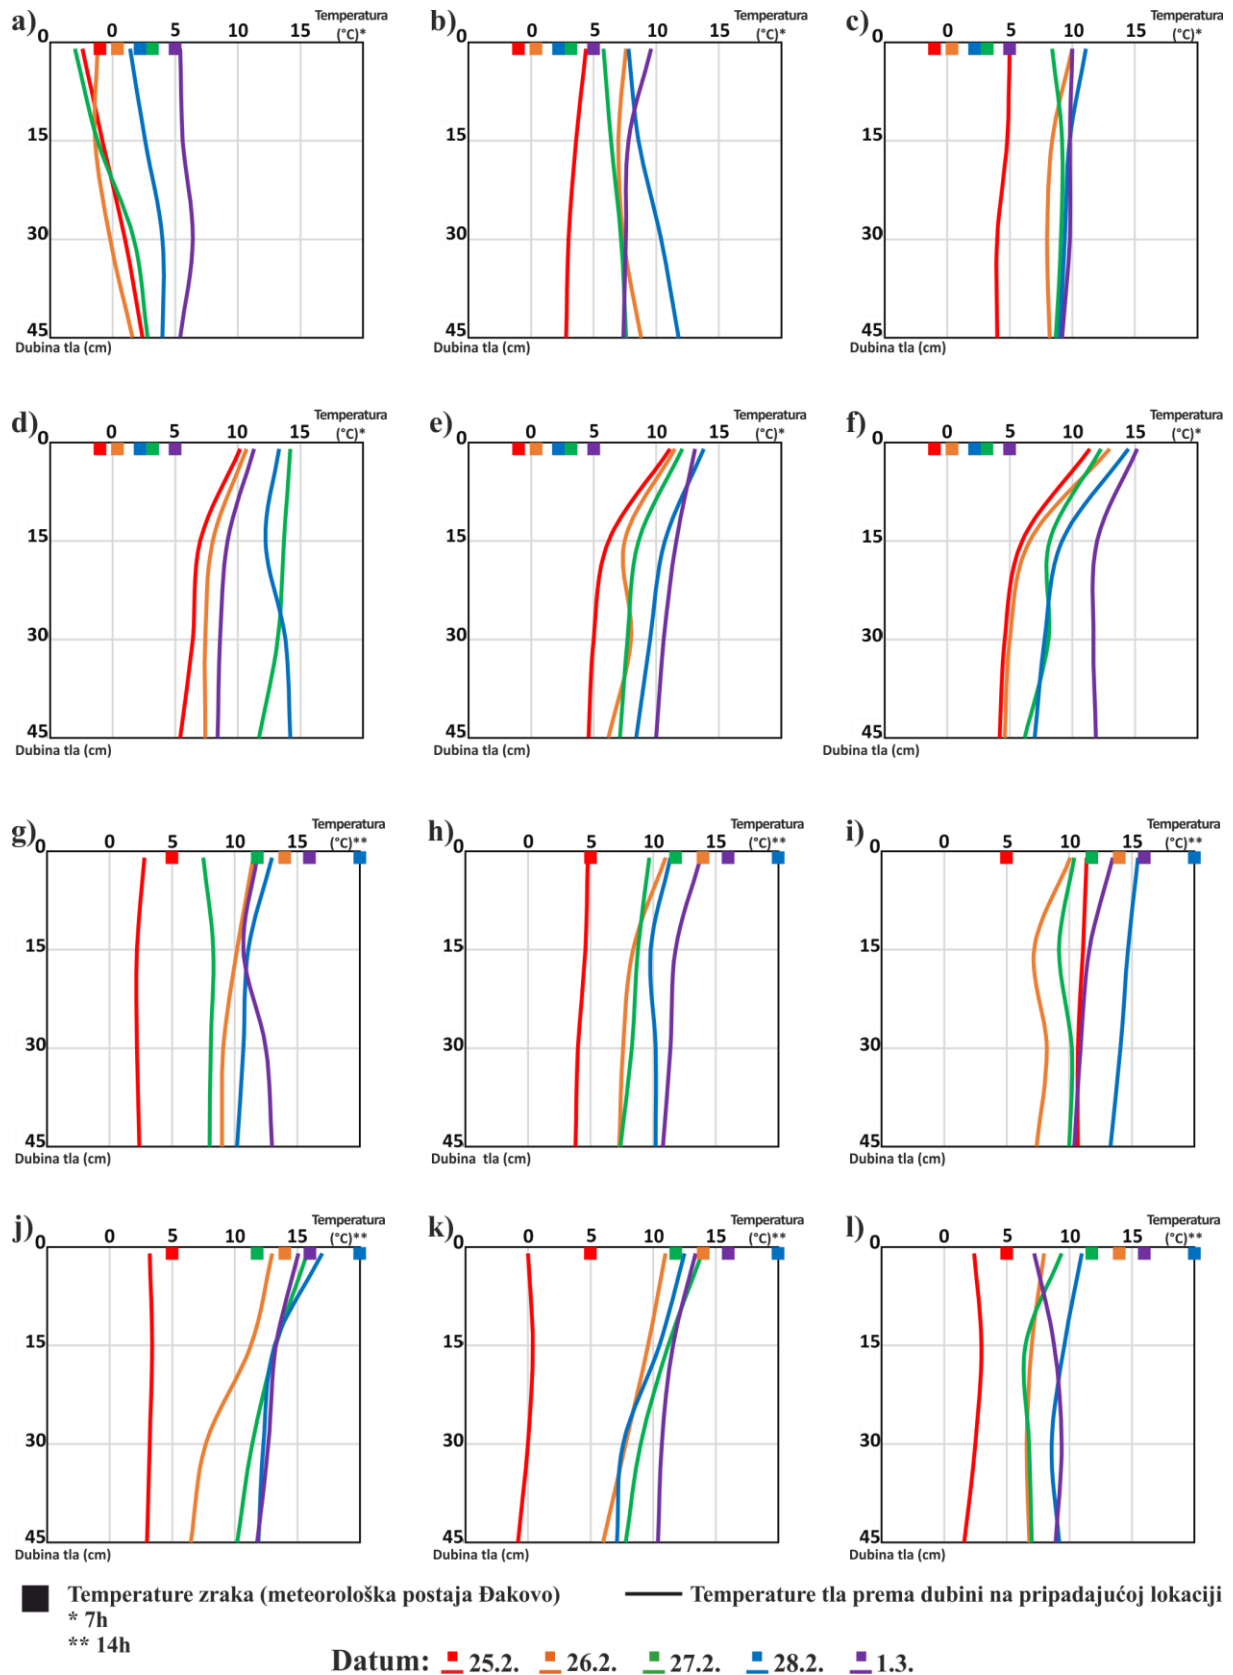 a) Temperatura b) Temperatura c) Temperatura
0 0 5 10 15 (°C)* 0 0 5 10 15 (°C)* 0 0 5 10 15 (°C)*
15 15 15
30 30 30
45 45 45
Dubina tla (cm) Dubina tla (cm) Dubina tla (cm)
d) Temperatura e) Temperatura f) Temperatura
0 0 5 10 15 (°C)* 0 0 5 10 15 (°C)* 0 0 5 10 15 (°C)*
15 15 15
30 30 30
45 45 45
Dubina tla (cm) Dubina tla (cm) Dubina tla (cm)
g) Temperatura h) Temperatura i) Temperatura
0 0 5 10 15 (°C)** 0 0 5 10 15 (°C)** 0 0 5 10 15 (°C)**
15 15 15
30 30 30
45 45 45
Dubina tla (cm) Dubina tla (cm) Dubina tla (cm)
j) Temperatura k) Temperatura l) Temperatura
0 0 5 10 15 (°C)** 0 0 5 10 15 (°C)** 0 0 5 10 15 (°C)**
15 15 15
30 30 30
45 45 45
Dubina tla (cm) Dubina tla (cm) Dubina tla (cm)
Temperature zraka (meteorološka postaja Đakovo) Temperature tla prema dubini na pripadajućoj lokaciji
* 7h
** 14h
Datum: 25.2. 26.2. 27.2. 28.2. 1.3.